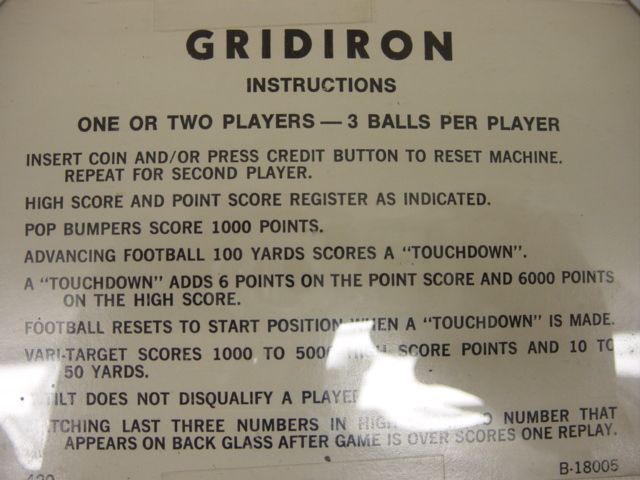 GRIDIRON
INSTRUCTIONS
ONE OR TWO PLAYERS — 3 BALLS PER PLAYER
INSERT COIN AND/OR PRESS CREDIT BUTTON TO RESET MACHINE.
REPEAT FOR SECOND PLAYER.
HIGH SCORE AND POINT SCORE REGISTER AS INDICATED.
POP BUMPERS SCORE 1000 POINTS.
ADVANCING FOOTBALL 100 YARDS SCORES A "TOUCHDOWN".
A "TOUCHDOWN" ADDS 6 POINTS ON THE POINT SCORE AND 6000 POINTS
ON THE HIGH SCORE.
FOOTBALL RESETS TO START POSITION WHEN A "TOUCHDOWN" IS MADE.
VARI-TARGET SCORES 1000 TO 5000 HIGH SCORE POINTS AND 10 TO
50 YARDS.
TILT DOES NOT DISQUALIFY A PLAYER
MATCHING LAST THREE NUMBERS IN HIGH NUMBER THAT
APPEARS ON BACK GLASS AFTER GAME IS OVER SCORES ONE REPLAY.
B-18005